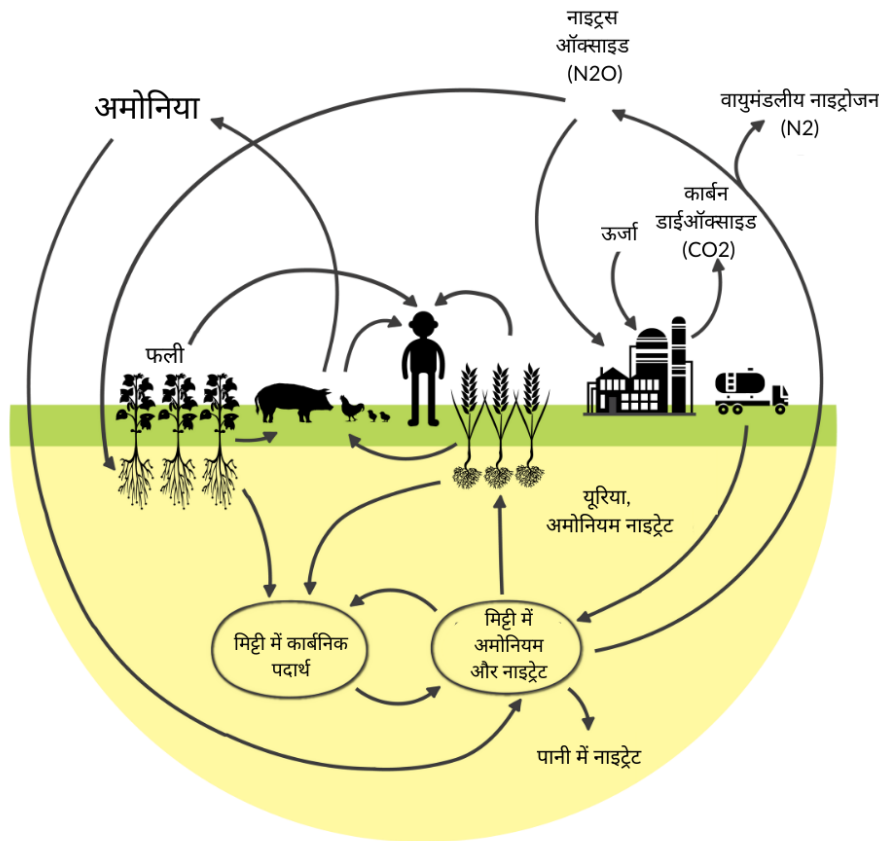 नाइट्रस
ऑक्साइड
(N2O)
अमोनिया
वायुमंडलीय नाइट्रोजन
(N2)
कार्बन
डाईऑक्साइड
(CO2)
ऊर्जा
फली
यूरिया,
अमोनियम नाइट्रेट
मिट्टी में कार्बनिक
पदार्थ
मिट्टी में
अमोनियम
और नाइट्रेट
पानी में नाइट्रेट